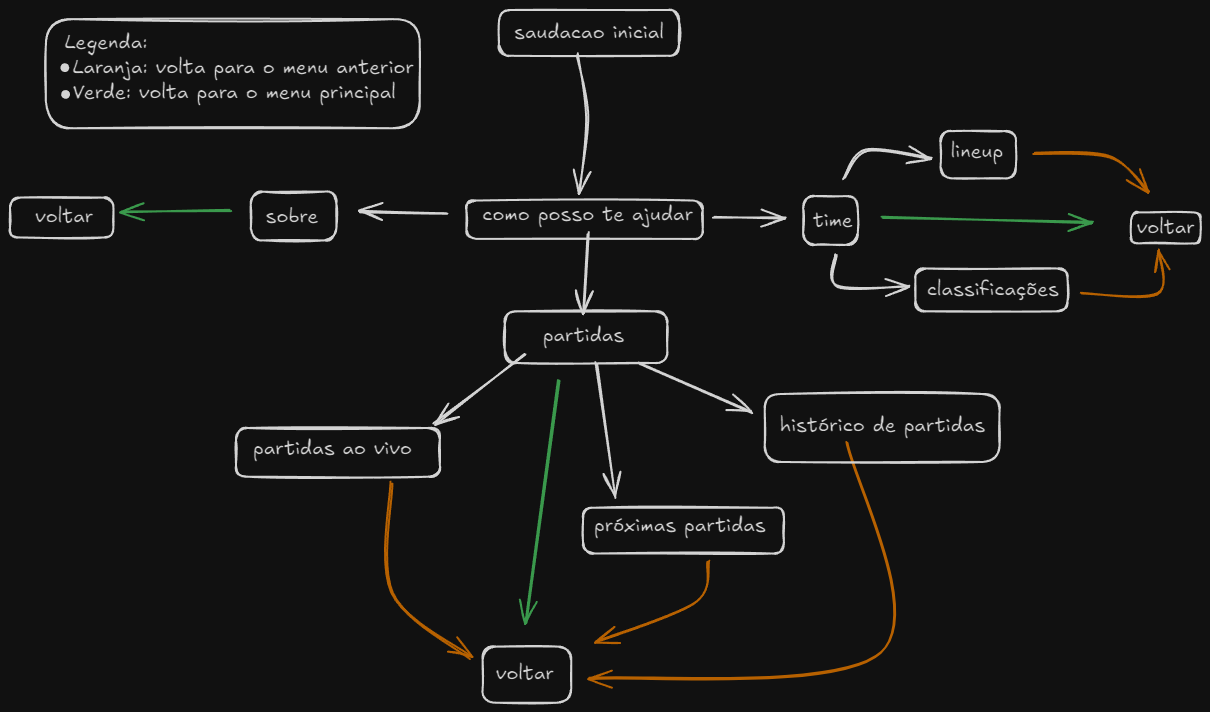 saudacao inicial
Legenda:
•Laranja: volta para o menu anterior
•Verde: volta para o menu principal
lineup
voltar
sobre
como posso te ajudar
time
voltar
classificações
partidas
histórico de partidas
partidas ao vivo
próximas partidas
voltar